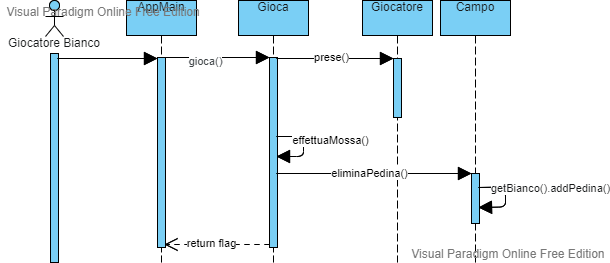 Visual Paradigm Online Free Edition
AppMain
Gioca
Giocatore
Campo
Giocatore Bianco
gioca()
prese()
effettuaMossa()
eliminaPedina()
getBianco().addPedina()
return flag
Visual Paradigm Online Free Edition